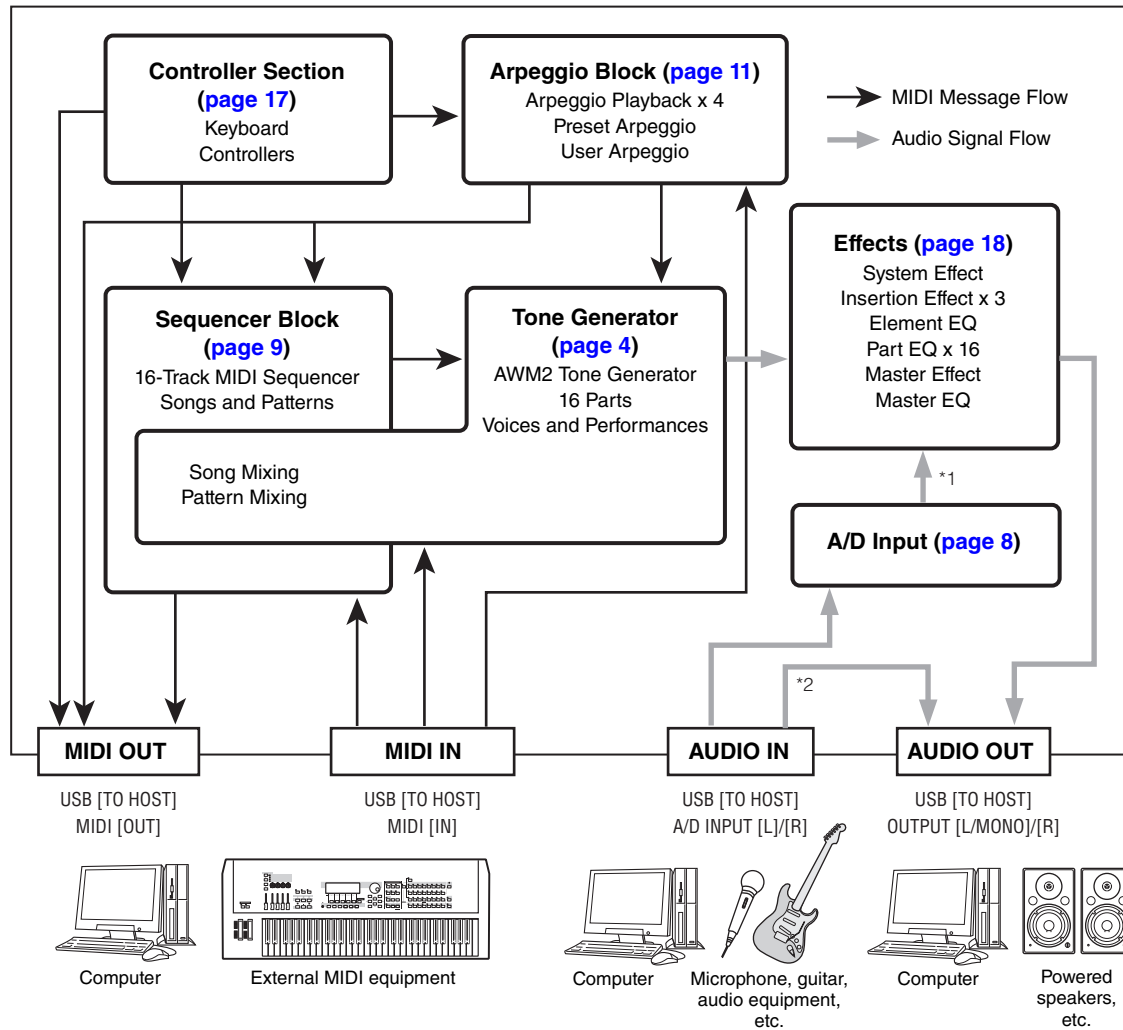 Controller Section
(page 17)
Keyboard
Controllers
Arpeggio Block (page 11)
Arpeggio Playback x 4
Preset Arpeggio
User Arpeggio
MIDI Message Flow
Audio Signal Flow
Effects (page 18)
System Effect
Insertion Effect x 3
Element EQ
Part EQ x 16
Master Effect
Master EQ
Sequencer Block
(page 9)
16-Track MIDI Sequencer
Songs and Patterns
Tone Generator
(page 4)
AWM2 Tone Generator
16 Parts
Voices and Performances
Song Mixing
Pattern Mixing
*1
A/D Input (page 8)
*2
MIDI OUT
MIDI IN
AUDIO IN
AUDIO OUT
USB [TO HOST]
MIDI [OUT]
USB [TO HOST]
MIDI [IN]
USB [TO HOST]
A/D INPUT [L]/[R]
USB [TO HOST]
OUTPUT [L/MONO]/[R]
Computer
External MIDI equipment
Computer
Microphone, guitar,
audio equipment,
etc.
Computer
Powered
speakers,
etc.